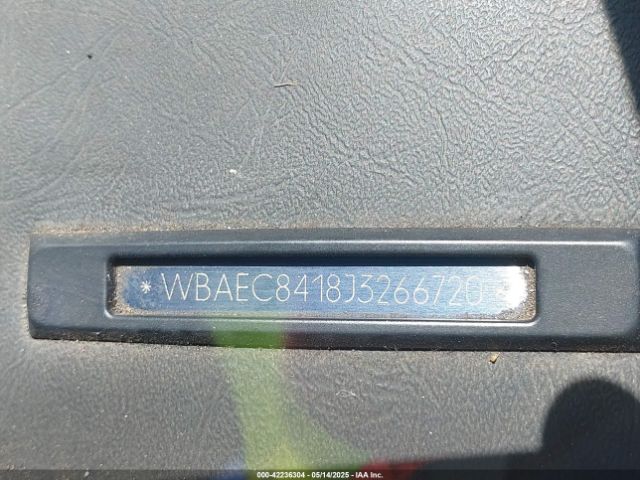 * WBAEC8418J3266720 *
000-42236304 - 05/14/2025 - IAA Inc.